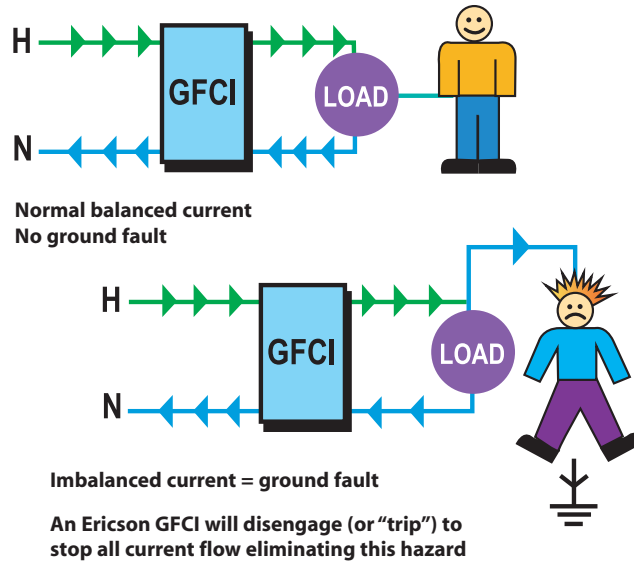 H
GFCI
LOAD
N
Normal balanced current
No ground fault
H
GFCI
LOAD
N
Imbalanced current = ground fault
An Ericson GFCI will disengage (or “trip”) to
stop all current flow eliminating this hazard